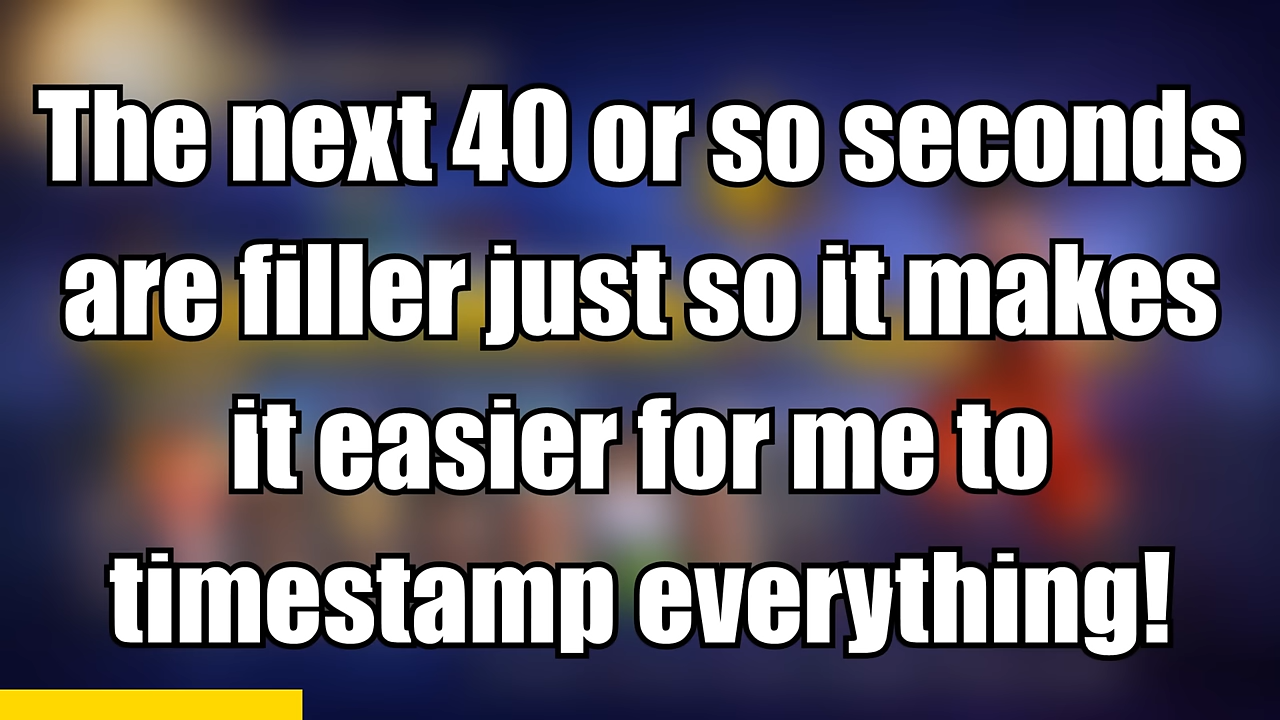 The next 40 or so seconds
are filler just so it makes
it easier for me to
timestamp everything!